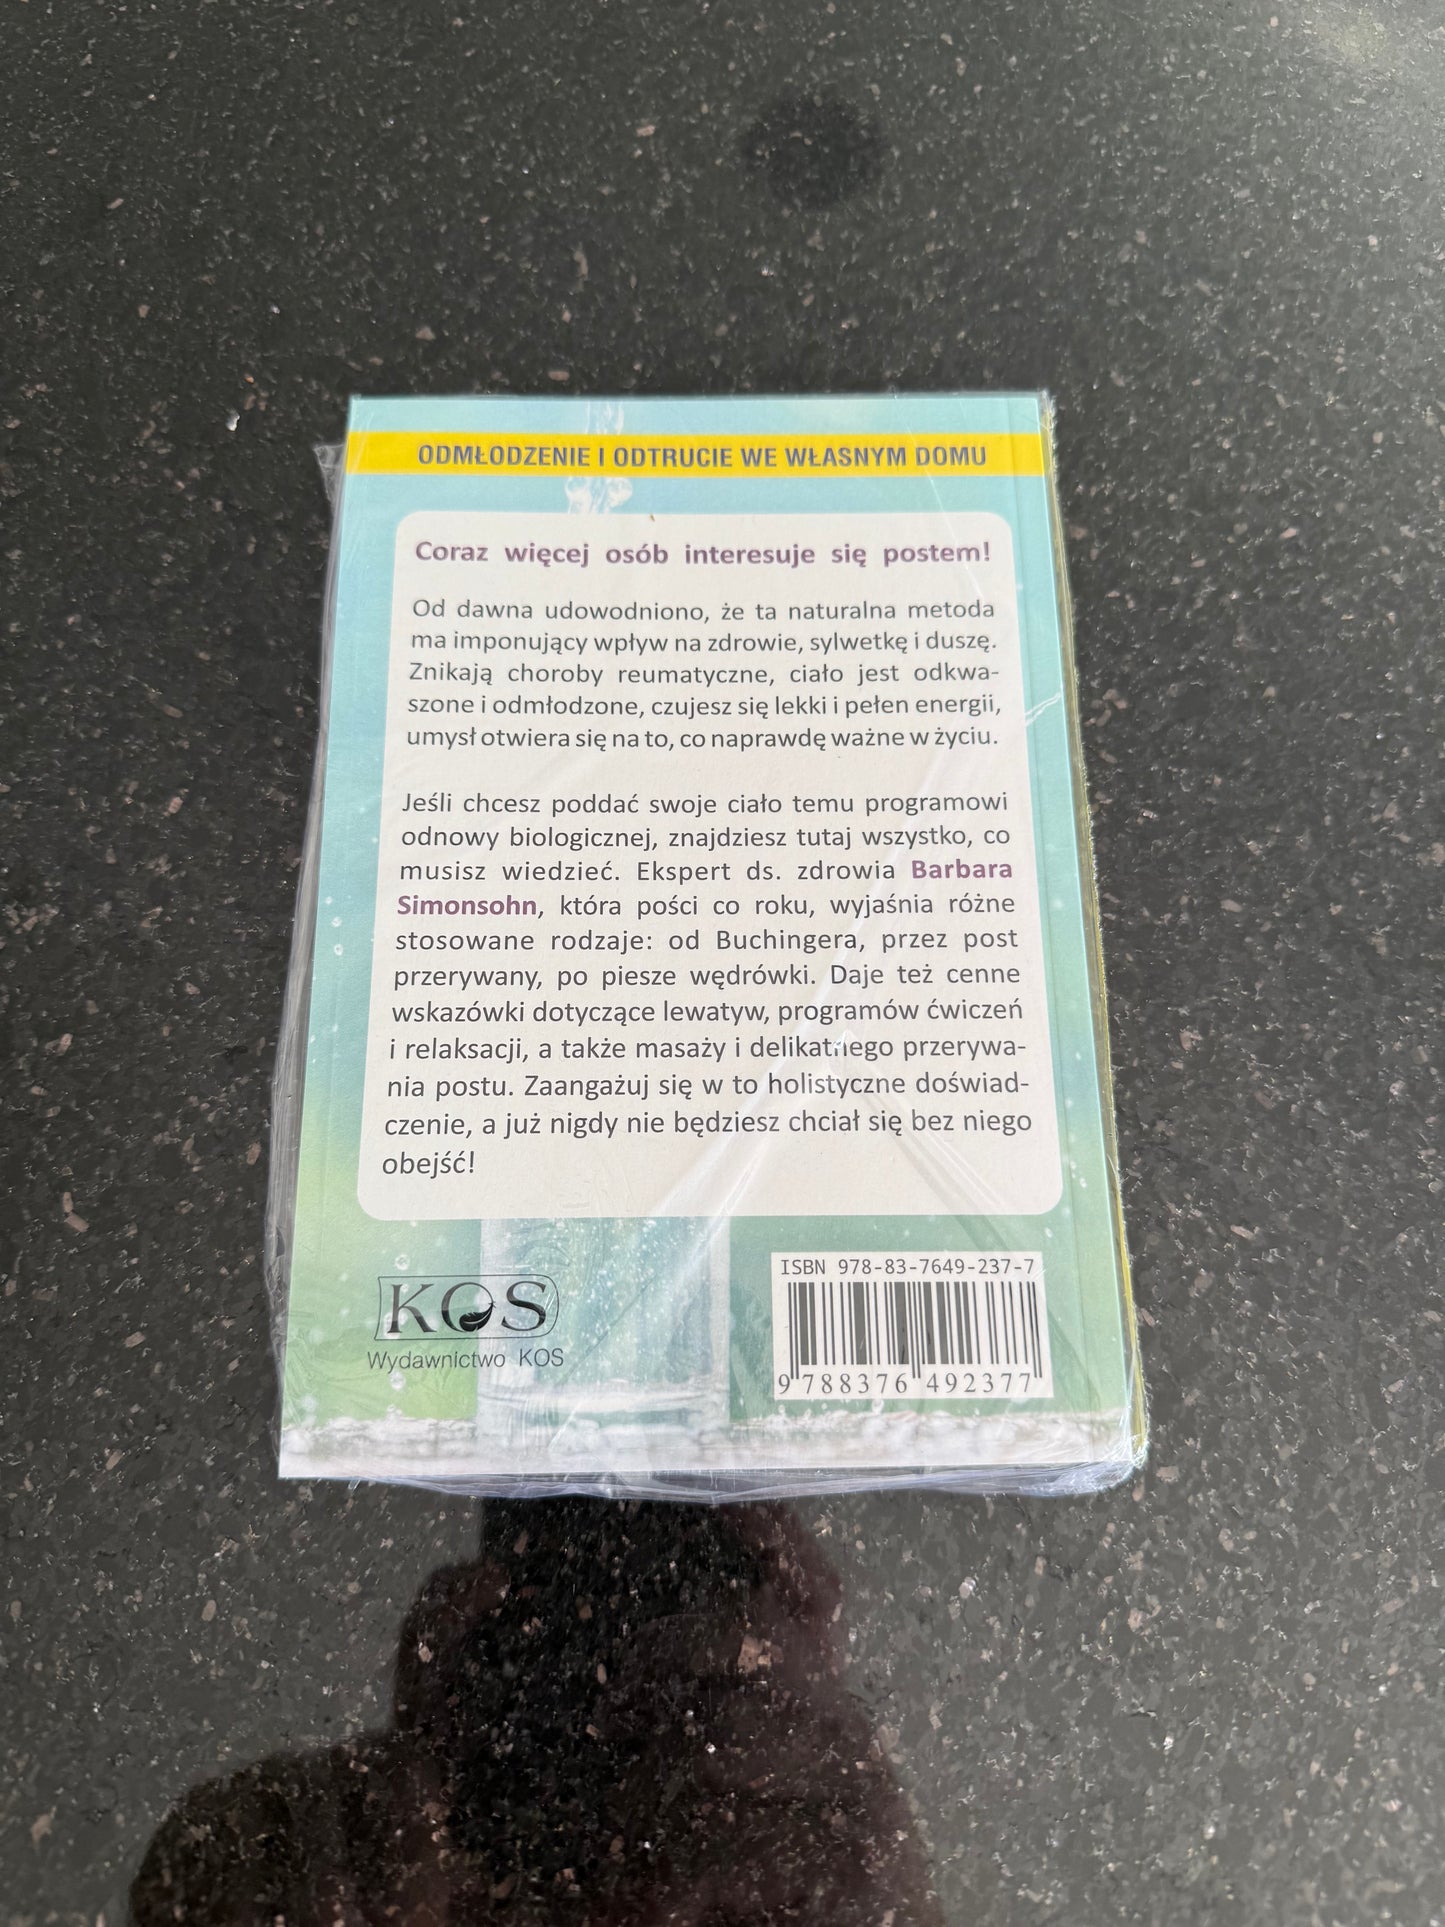 ODMŁODZENIE I ODTRUCIE WE WŁASNYM DOMU
Coraz więcej osób interesuje się postem!
Od dawna udowodniono, że ta naturalna metoda
ma imponujący wpływ na zdrowie, sylwetkę i duszę.
Znikają choroby reumatyczne, ciało jest odkwa-
szone i odmłodzone, czujesz się lekki i pełen energii,
umysł otwiera się na to, co naprawdę ważne w życiu.
Jeśli chcesz poddać swoje ciało temu programowi
odnowy biologicznej, znajdziesz tutaj wszystko, co
musisz wiedzieć. Ekspert ds. zdrowia Barbara
Simonsohn, która pości co roku, wyjaśnia różne
stosowane rodzaje: od Buchingera, przez post
przerywany, po piesze wędrówki. Daje też cenne
wskazówki dotyczące lewatyw, programów ćwiczeń
i relaksacji, a także masaży i delikatnego przerywa-
nia postu. Zaangażuj się w to holistyczne doświad-
czenie, a już nigdy nie będziesz chciał się bez niego
obejść!
KOS
Wydawnictwo KOS
ISBN 978-83-7649-237-7
9 788376 492377